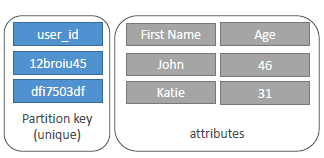 user_id First Name Age
12broiu45 John 46
dfi7503df Katie 31
Partition key
(unique)
attributes